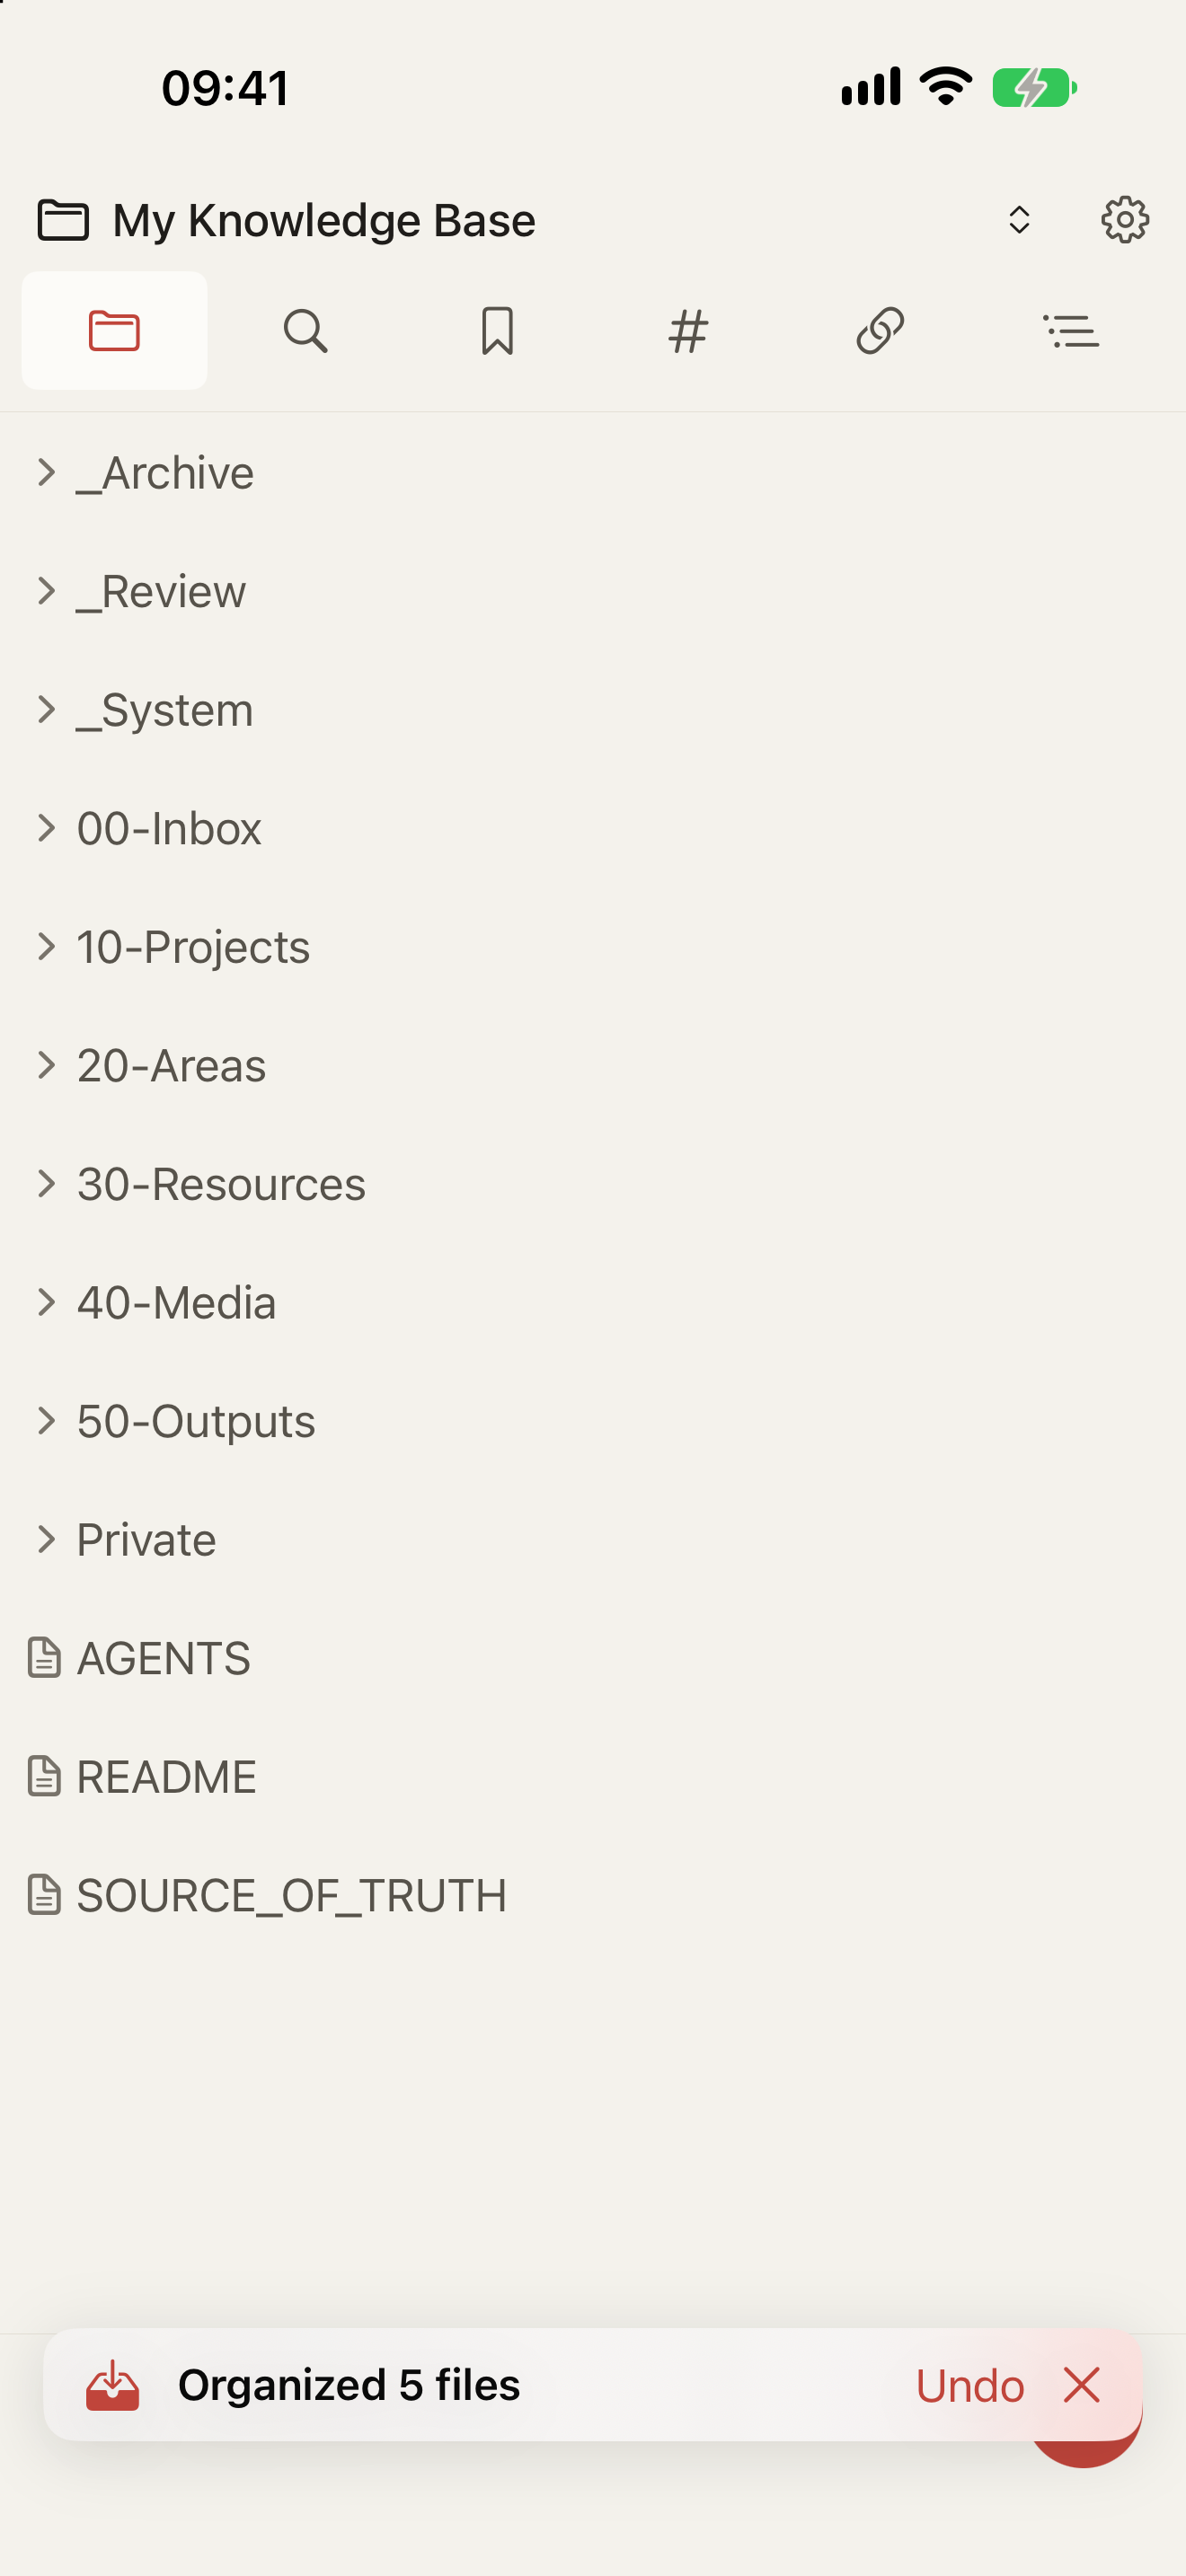 09:41
My Knowledge Base
#
_Archive
_Review
_System
00-Inbox
10-Projects
20-Areas
30-Resources
40-Media
50-Outputs
Private
AGENTS
README
SOURCE_OF_TRUTH
Organized 5 files Undo